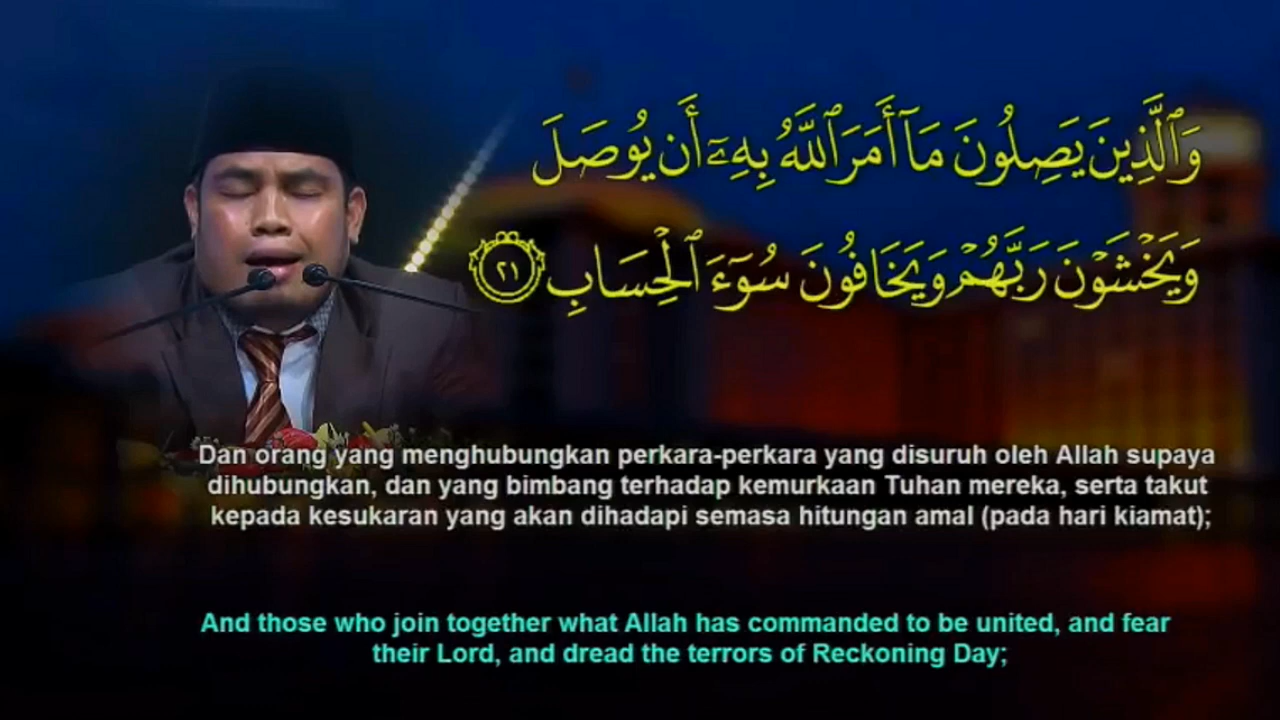 وَٱلَّذِينَ يَصِلُونَ مَآ أَمَرَ ٱللَّهُ بِهِۦٓ أَن يُوصَلَ
وَيَخْشَوْنَ رَبَّهُمْ وَيَخَافُونَ سُوٓءَ ٱلْحِسَابِ ٢١
Dan orang yang menghubungkan perkara-perkara yang disuruh oleh Allah supaya
dihubungkan, dan yang bimbang terhadap kemurkaan Tuhan mereka, serta takut
kepada kesukaran yang akan dihadapi semasa hitungan amal (pada hari kiamat);
And those who join together what Allah has commanded to be united, and fear
their Lord, and dread the terrors of Reckoning Day;